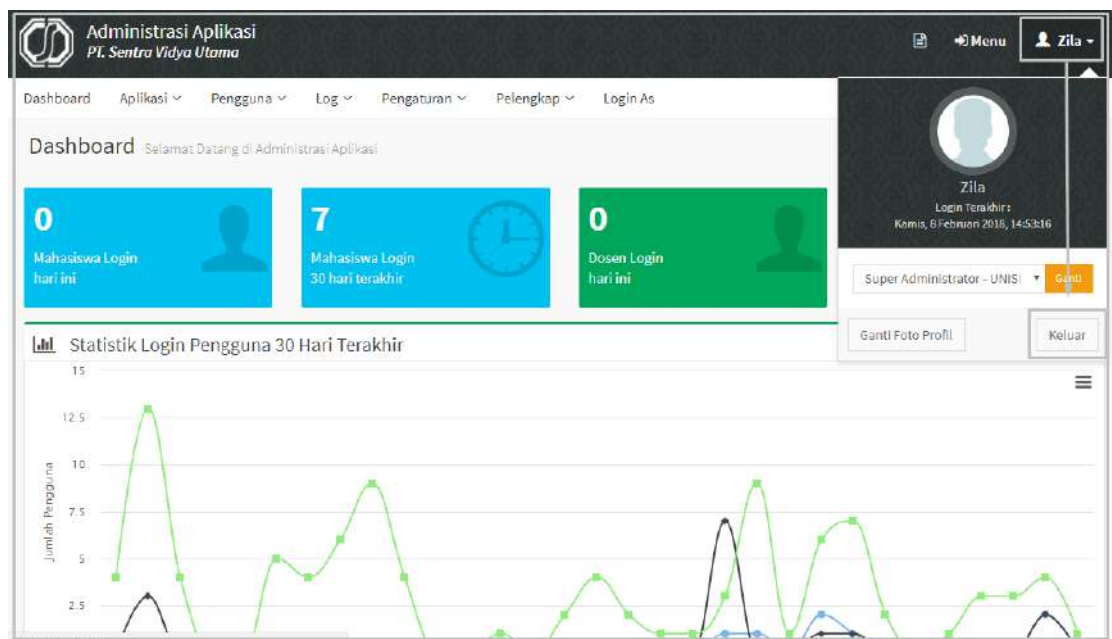 Administrasi Aplikasi
PT. Sentra Vidya Utama
Menu
Zila
Dashboard Aplikasi Pengguna Log Pengaturan Pelengkap Login As
Dashboard Selamat Datang di Administrasi Aplikasi
Zila
Login Terakhir :
Kamis, 8 Februari 2018, 14:53:16
Super Administrator - UNISI
Ganti
Ganti Foto Profil
Keluar
0
Mahasiswa Login
hari ini
7
Mahasiswa Login
30 hari terakhir
0
Dosen Login
hari ini
Statistik Login Pengguna 30 Hari Terakhir
Jumlah Pengguna
15
12.5
10
7.5
5
2.5